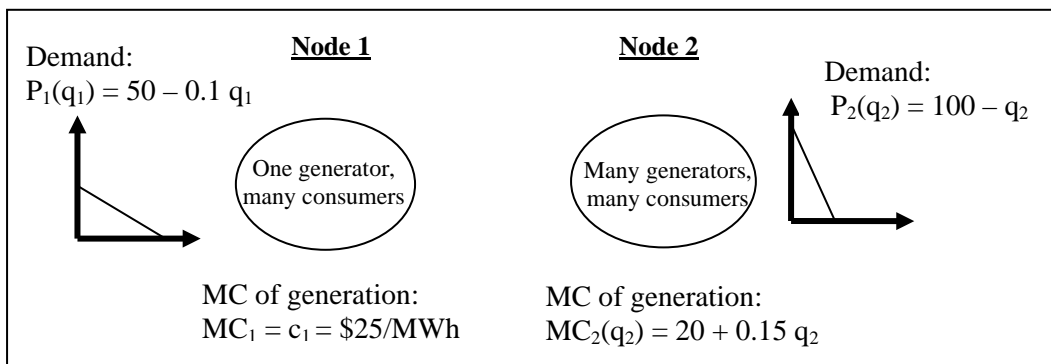 Node 1
Node 2
Demand:
P₁(q₁) = 50 – 0.1 q₁
Demand:
P₂(q₂) = 100 – q₂
One generator,
many consumers
Many generators,
many consumers
MC of generation:
MC₁ = c₁ = $25/MWh
MC of generation:
MC₂(q₂) = 20 + 0.15 q₂